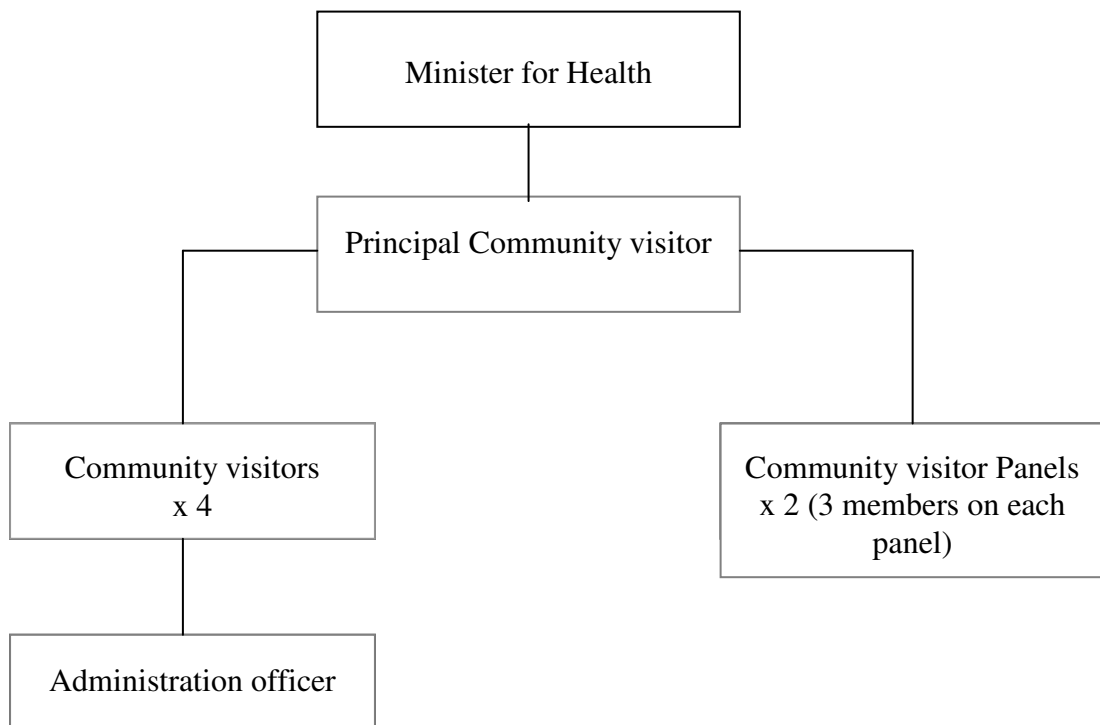 Minister for Health
Principal Community visitor
Community visitors
x 4
Community visitor Panels
x 2 (3 members on each
panel)
Administration officer